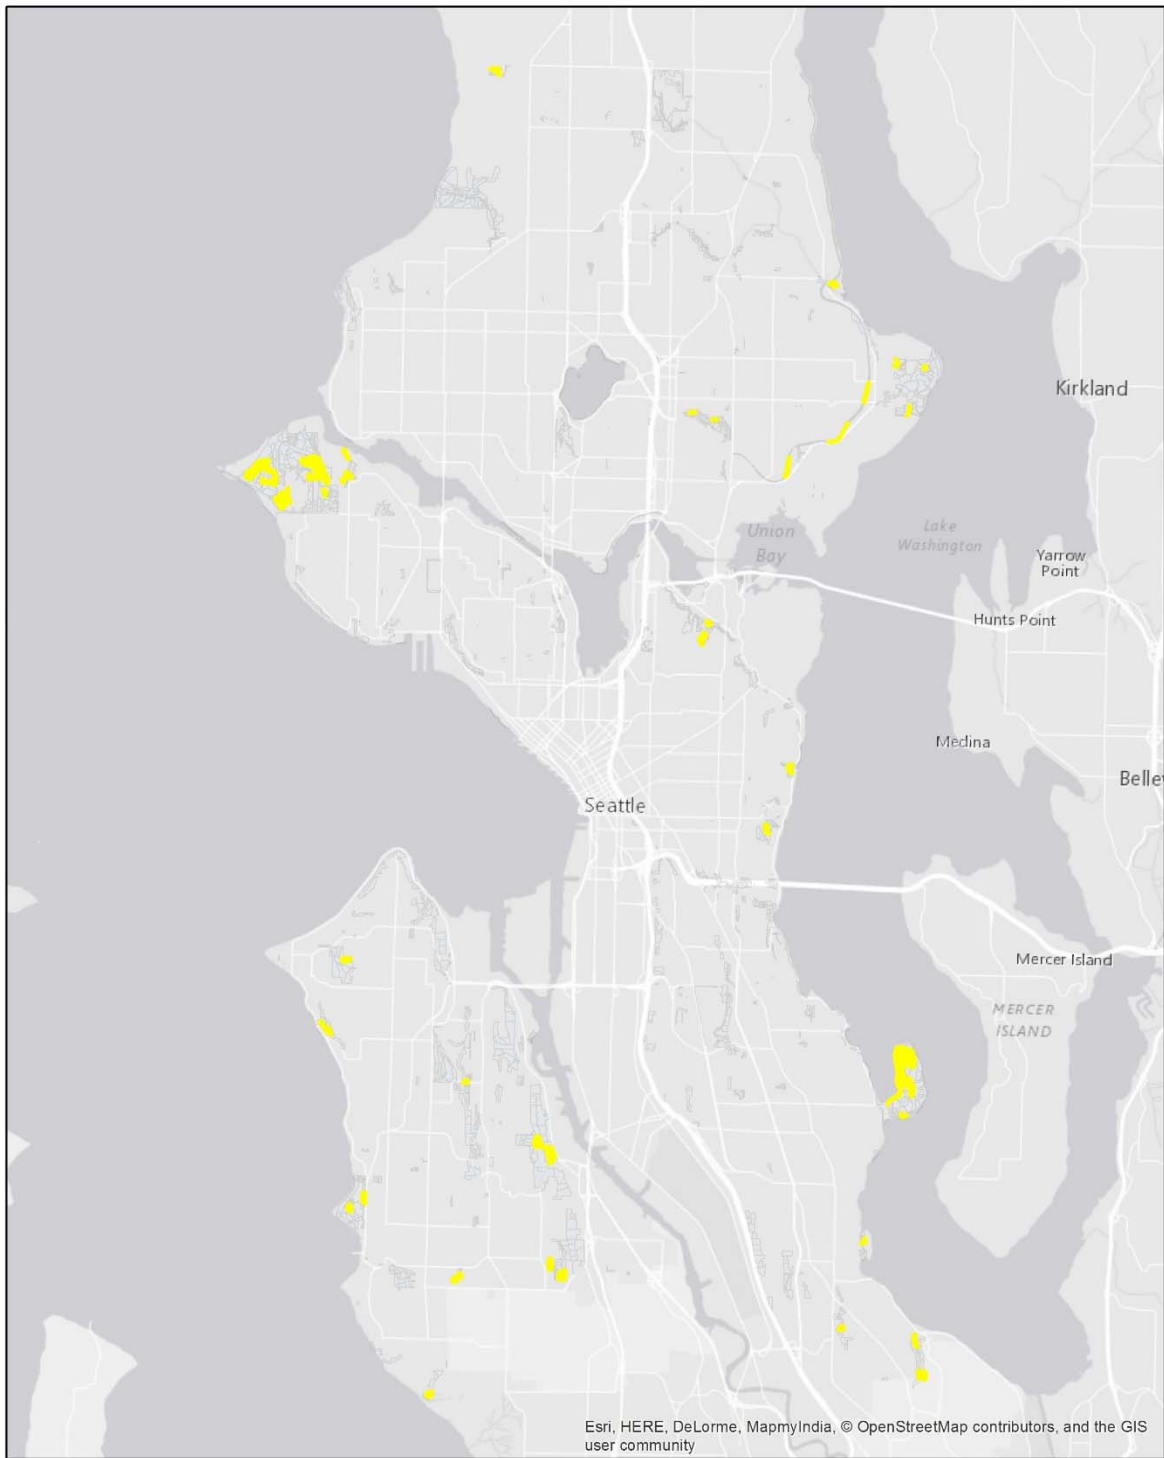 Kirkland
Union
Bay
Lake
Washington
Yarrow
Point
Hunts Point
Medina
Belle
Seattle
Mercer Island
MERCER
ISLAND
Esri, HERE, DeLorme, MapmyIndia, © OpenStreetMap contributors, and the GIS
user community